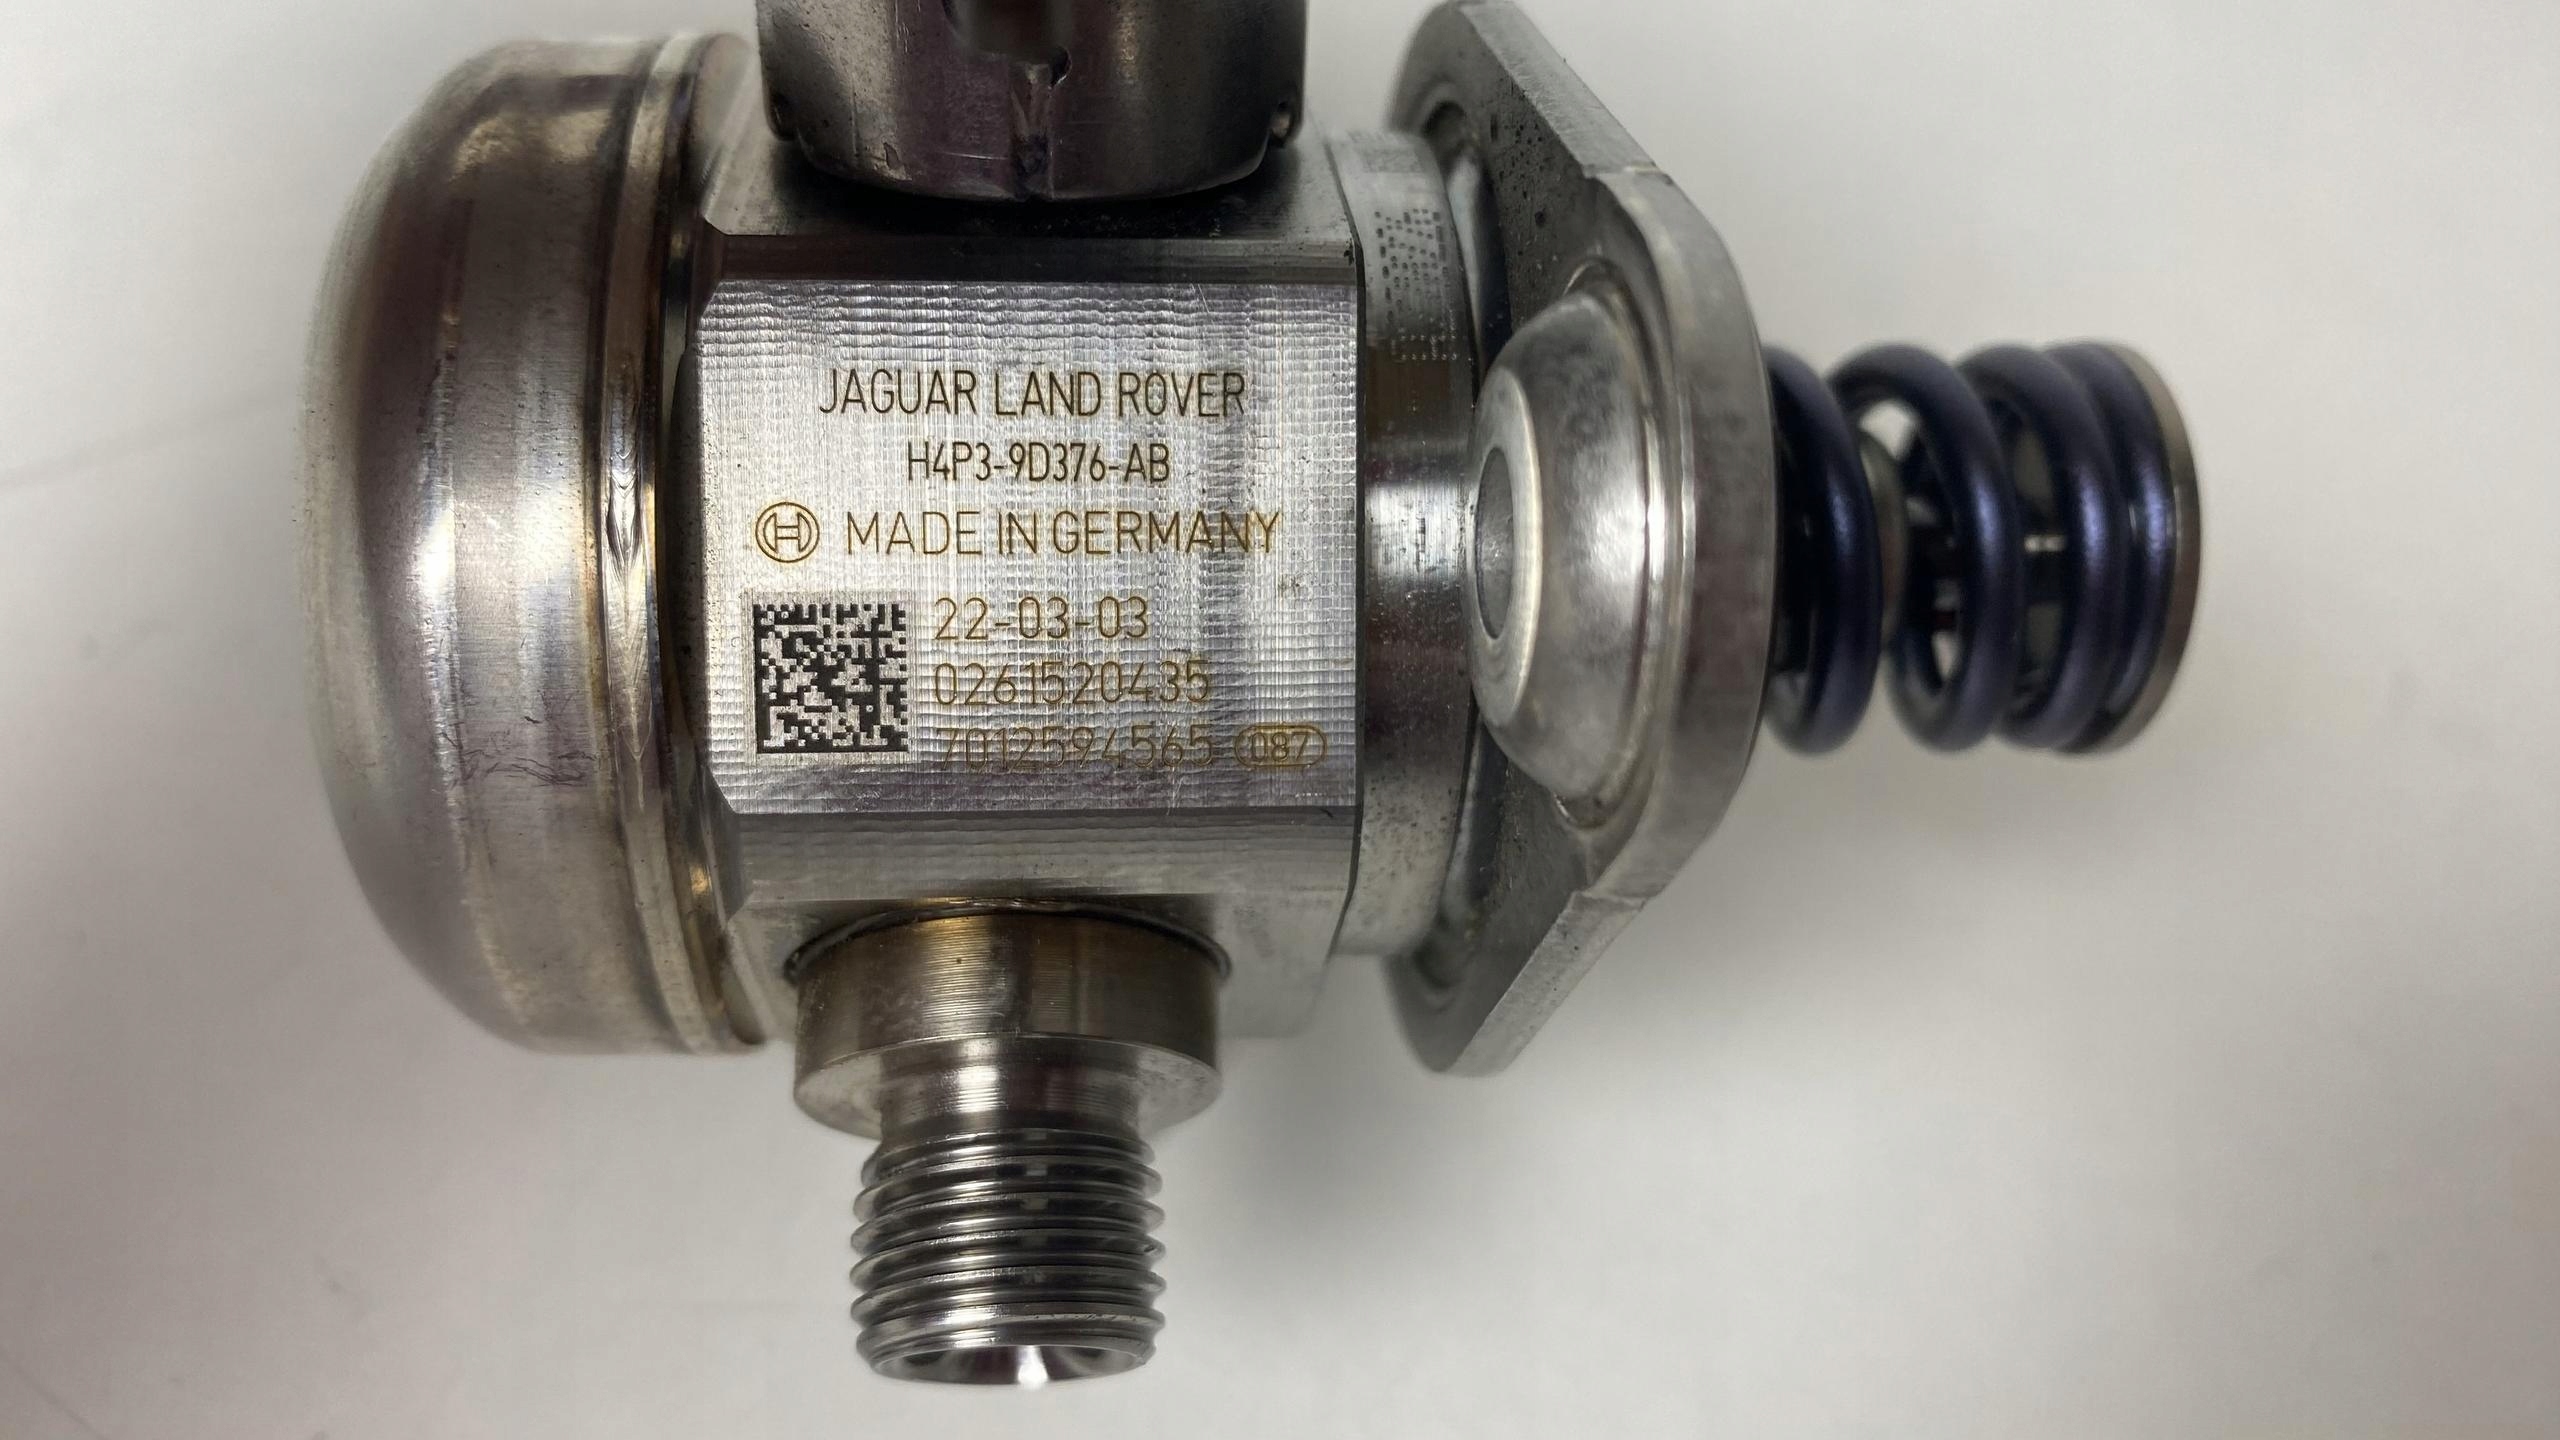 JAGUAR LAND ROVER
H4P3-9D376-AB
MADE IN GERMANY
22-03-03
0261520435
7012594565 087